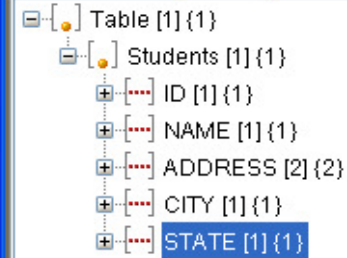 Table [1] {1}
Students [1] {1}
ID [1] {1}
NAME [1] {1}
ADDRESS [2] {2}
CITY [1] {1}
STATE [1] {1}